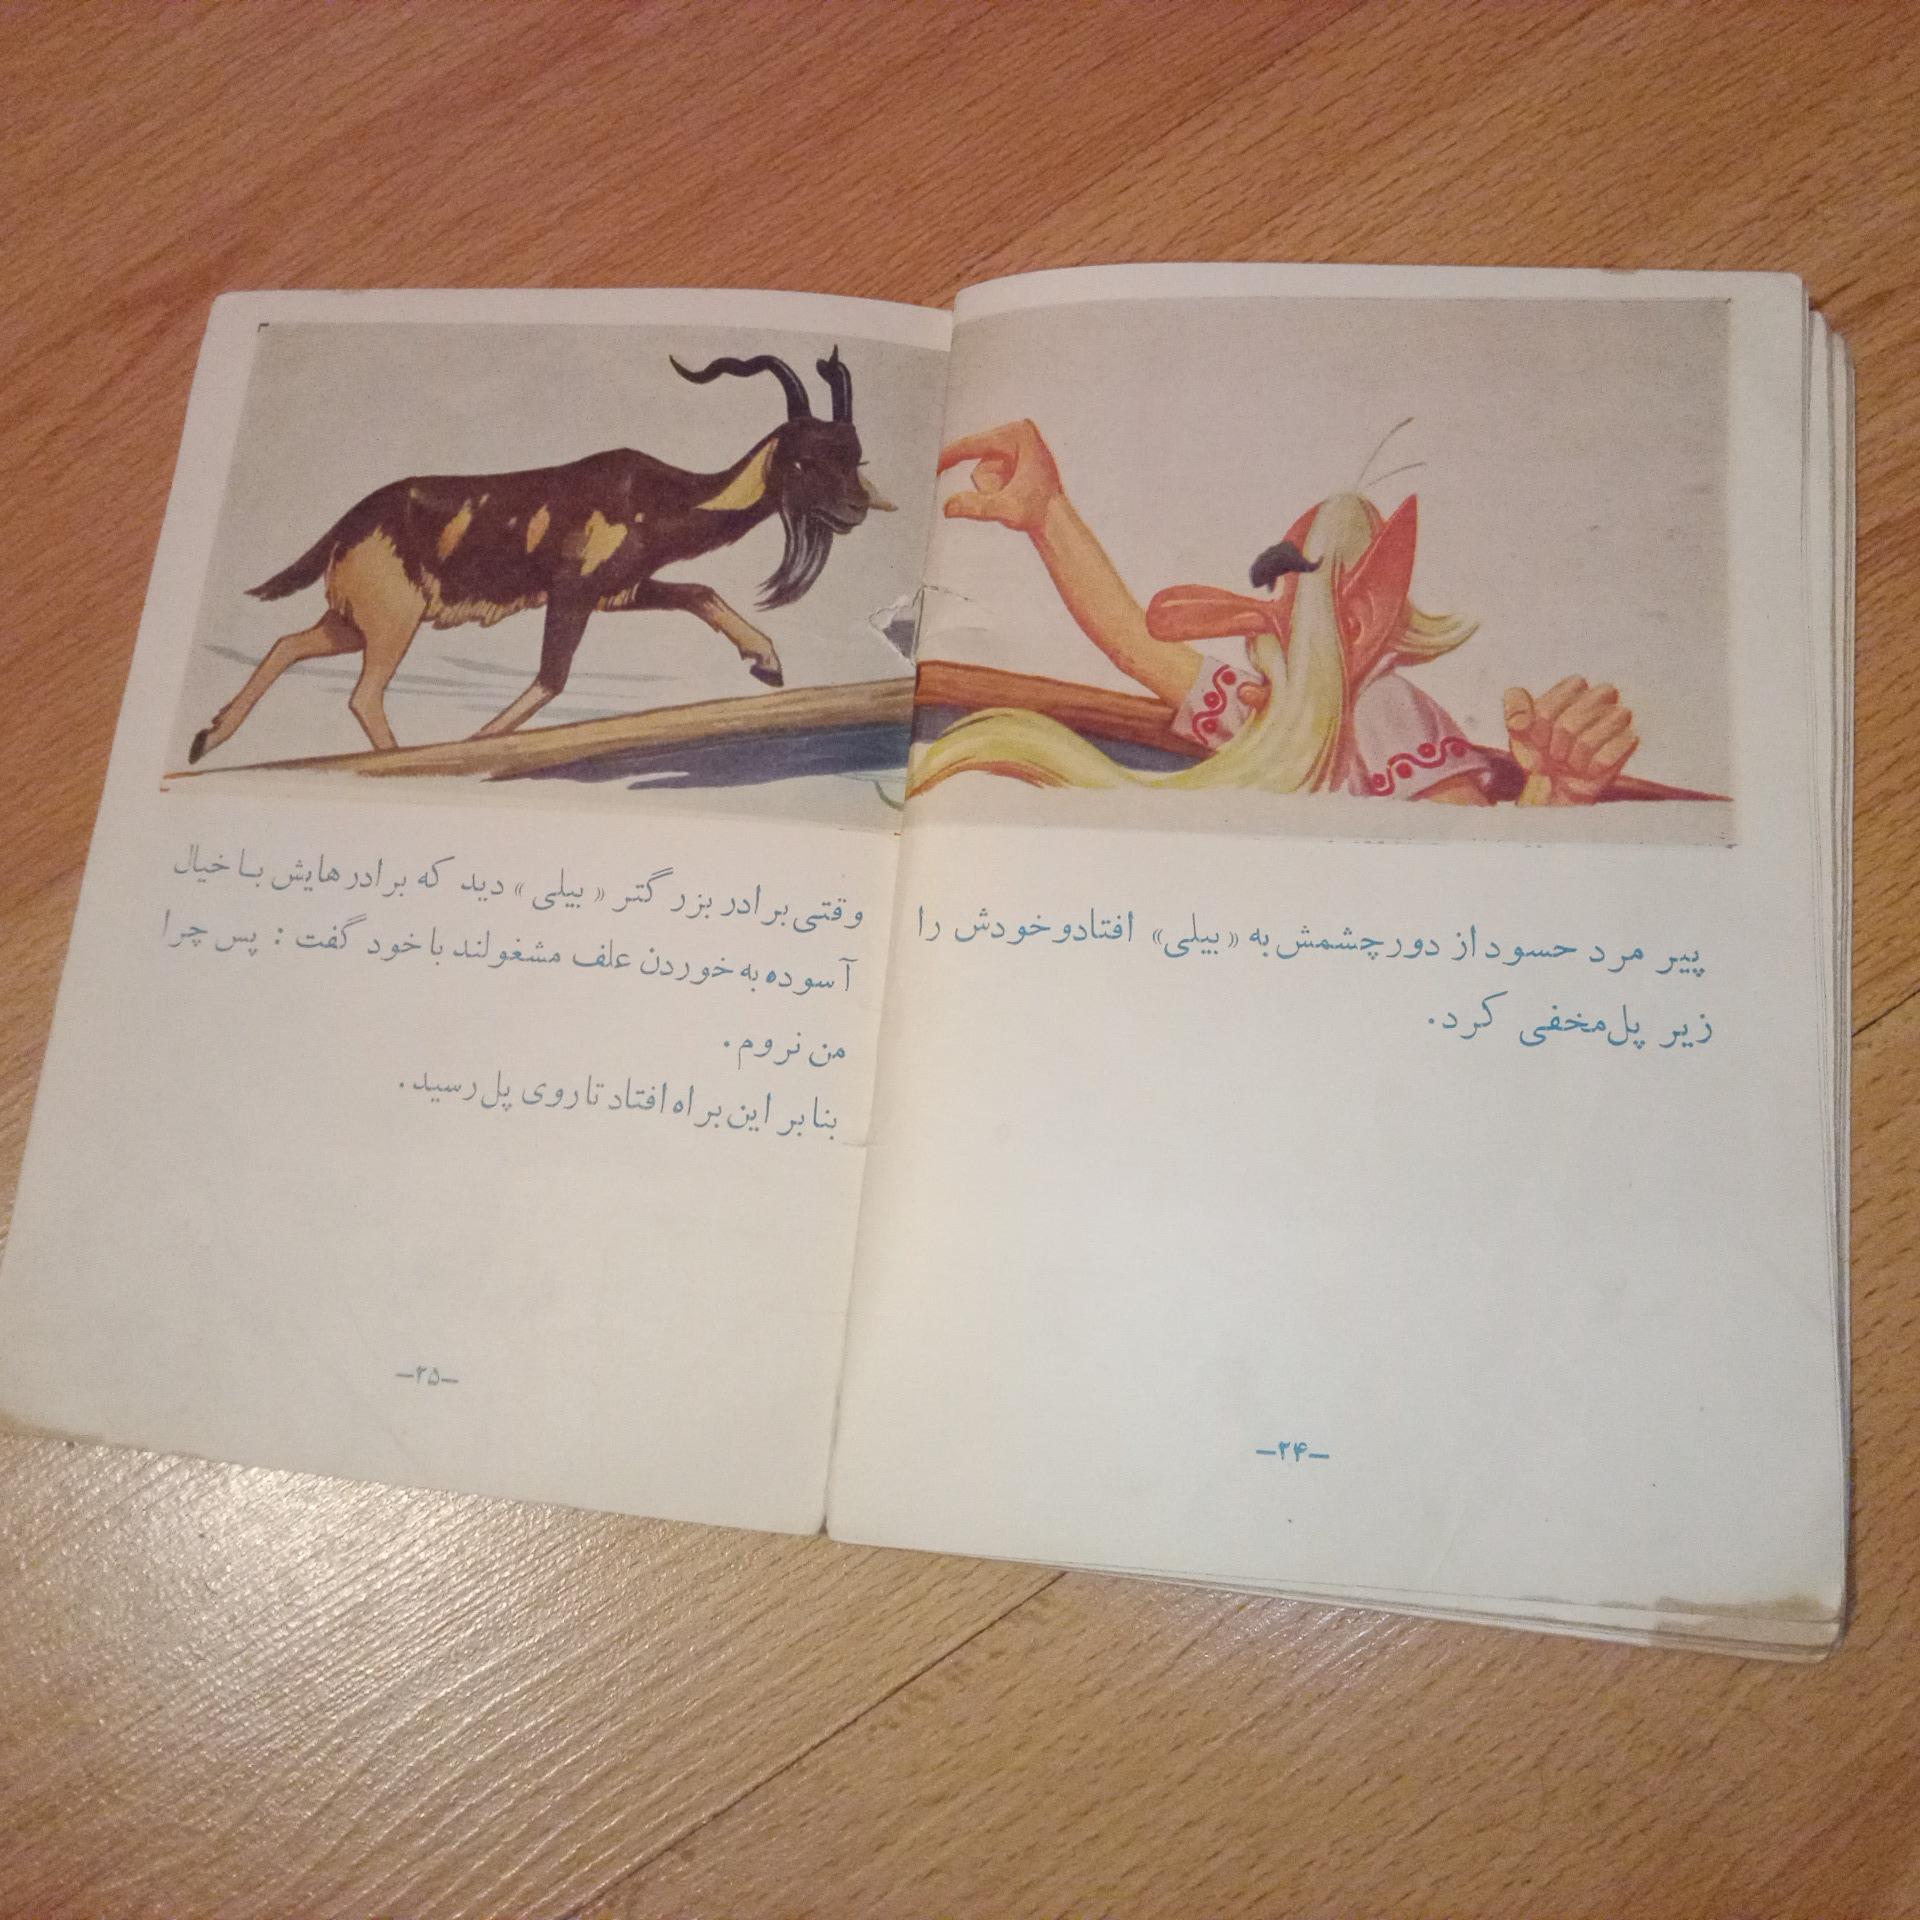 پیر مرد حسود از دور چشمش به «بیلی» افتاد و خودش را
زیر پل مخفی کرد.
-۲۴-
وقتی برادر بزرگتر «بیلی» دید که برادرهایش با خیال
آسوده به خوردن علف مشغولند با خود گفت : پس چرا
من نروم.
بنابراین براه افتاد تا روی پل رسید.
-۲۵-